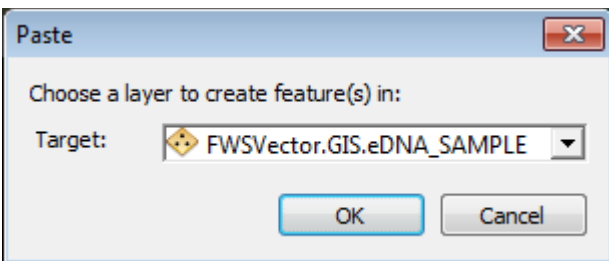 Paste
Choose a layer to create feature(s) in:
Target: FWSVector.GIS.eDNA_SAMPLE
OK Cancel